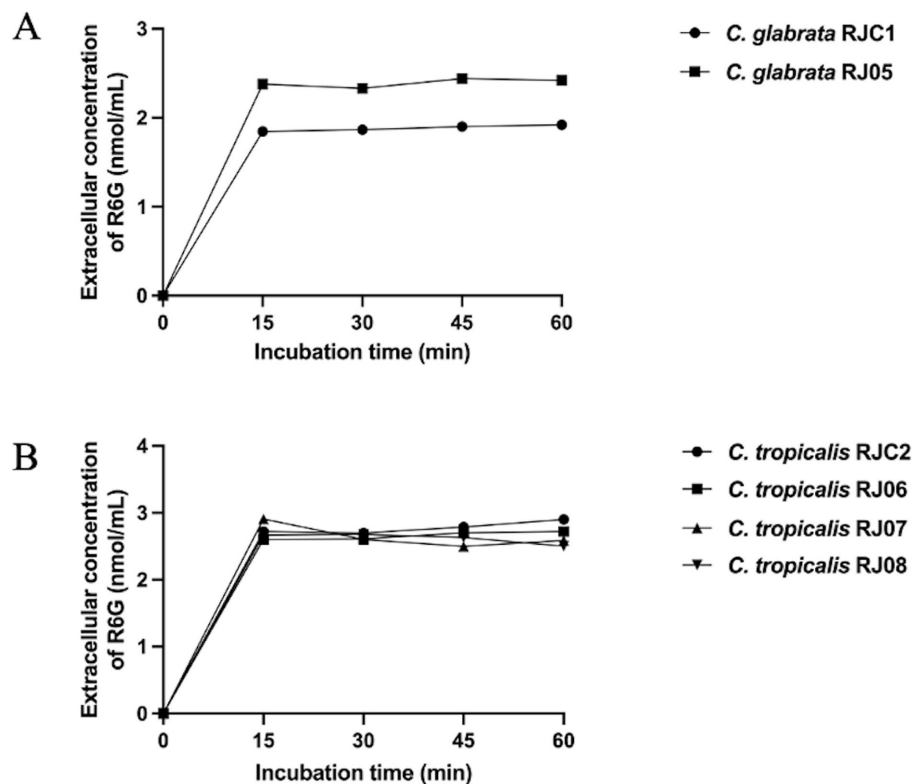 A
Extracellular concentration
of R6G (nmol/mL)
3
2
1
0
0 15 30 45 60
Incubation time (min)
C. glabrata RJC1
C. glabrata RJ05
B
Extracellular concentration
of R6G (nmol/mL)
4
3
2
1
0
0 15 30 45 60
Incubation time (min)
C. tropicalis RJC2
C. tropicalis RJ06
C. tropicalis RJ07
C. tropicalis RJ08